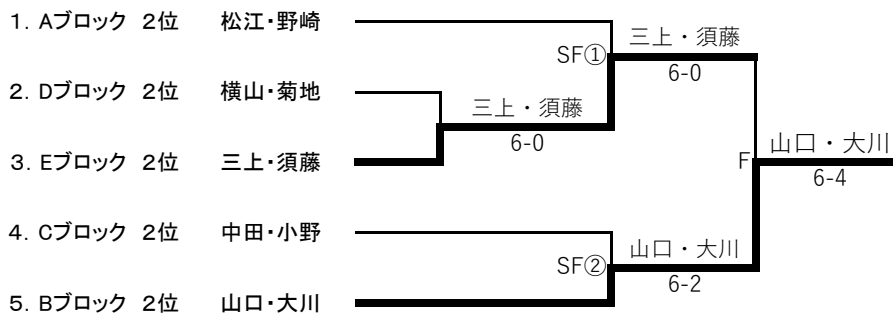 1. Aブロック 2位 松江・野崎
SF① 三上・須藤
6-0
2. Dブロック 2位 横山・菊地
三上・須藤
6-0
3. Eブロック 2位 三上・須藤
F 山口・大川
6-4
4. Cブロック 2位 中田・小野
SF② 山口・大川
6-2
5. Bブロック 2位 山口・大川